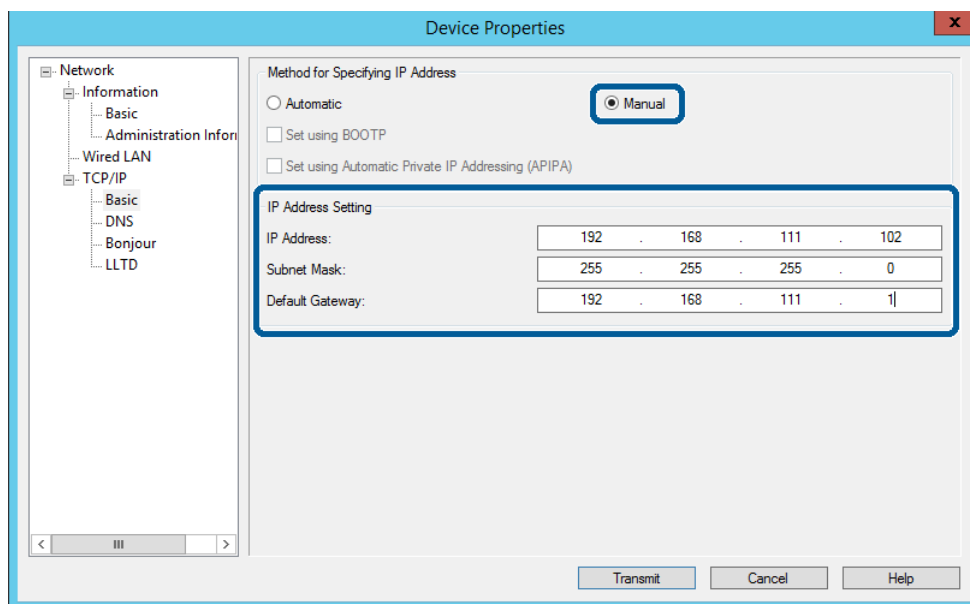 Device Properties
x
Network
Information
Basic
Administration Infor
Wired LAN
TCP/IP
Basic
DNS
Bonjour
LLTD
Method for Specifying IP Address
Automatic
Manual
Set using BOOTP
Set using Automatic Private IP Addressing (APIPA)
IP Address Setting
IP Address: 192 . 168 . 111 . 102
Subnet Mask: 255 . 255 . 255 . 0
Default Gateway: 192 . 168 . 111 . 1
Transmit Cancel Help